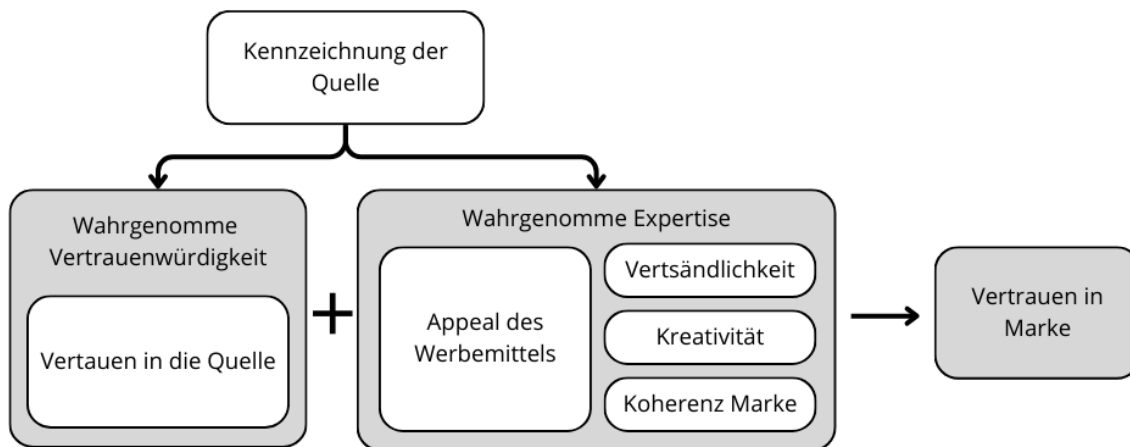 Kennzeichnung der
Quelle
Wahrgenomme
Vertrauenwürdigkeit
Vertauen in die Quelle
+
Wahrgenomme Expertise
Appeal des
Werbemittels
Vertsändlichkeit
Kreativität
Koherenz Marke
Vertrauen in
Marke